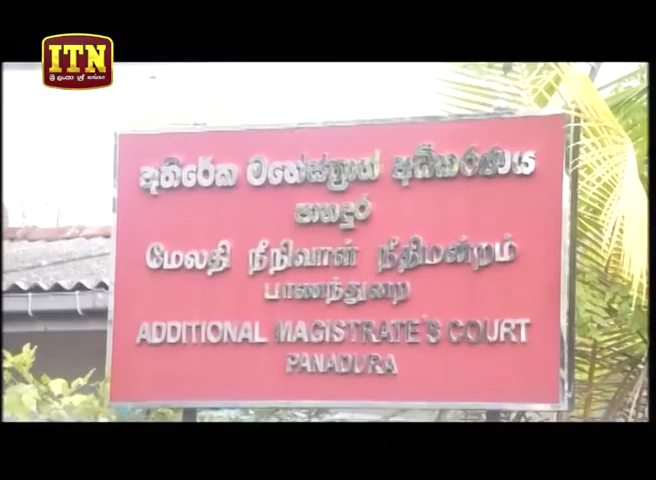 ITN
ශ්‍රී ලංකා ශ්‍රී ලංකා
අතිරේක මහේස්ත්‍රාත් අධිකරණය
පානදුර
மேலதி நீநிவான் நீதிமன்றம்
பாணந்துறை
ADDITIONAL MAGISTRATE'S COURT
PANADURA